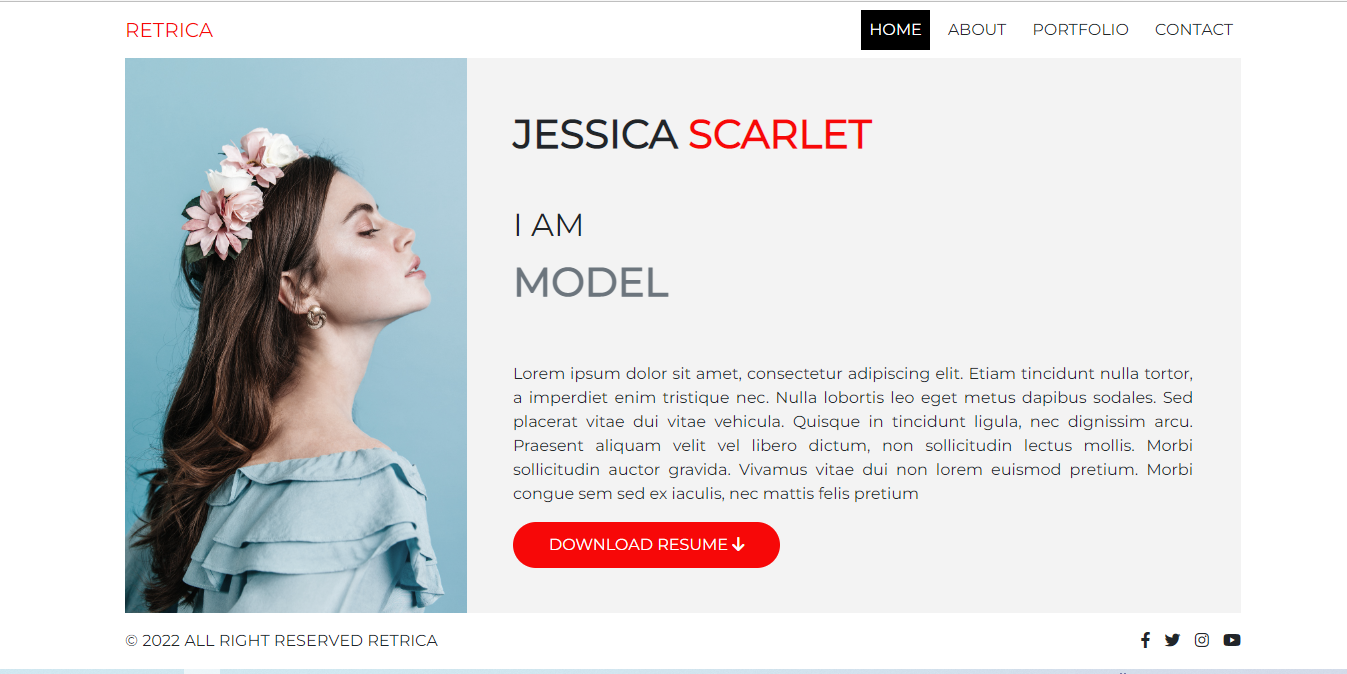 RETRICA
HOME ABOUT PORTFOLIO CONTACT
JESSICA SCARLET
I AM
MODEL
Lorem ipsum dolor sit amet, consectetur adipiscing elit. Etiam tincidunt nulla tortor,
a imperdiet enim tristique nec. Nulla lobortis leo eget metus dapibus sodales. Sed
placerat vitae dui vitae vehicula. Quisque in tincidunt ligula, nec dignissim arcu.
Praesent aliquam velit vel libero dictum, non sollicitudin lectus mollis. Morbi
sollicitudin auctor gravida. Vivamus vitae dui non lorem euismod pretium. Morbi
congue sem sed ex iaculis, nec mattis felis pretium
DOWNLOAD RESUME
© 2022 ALL RIGHT RESERVED RETRICA